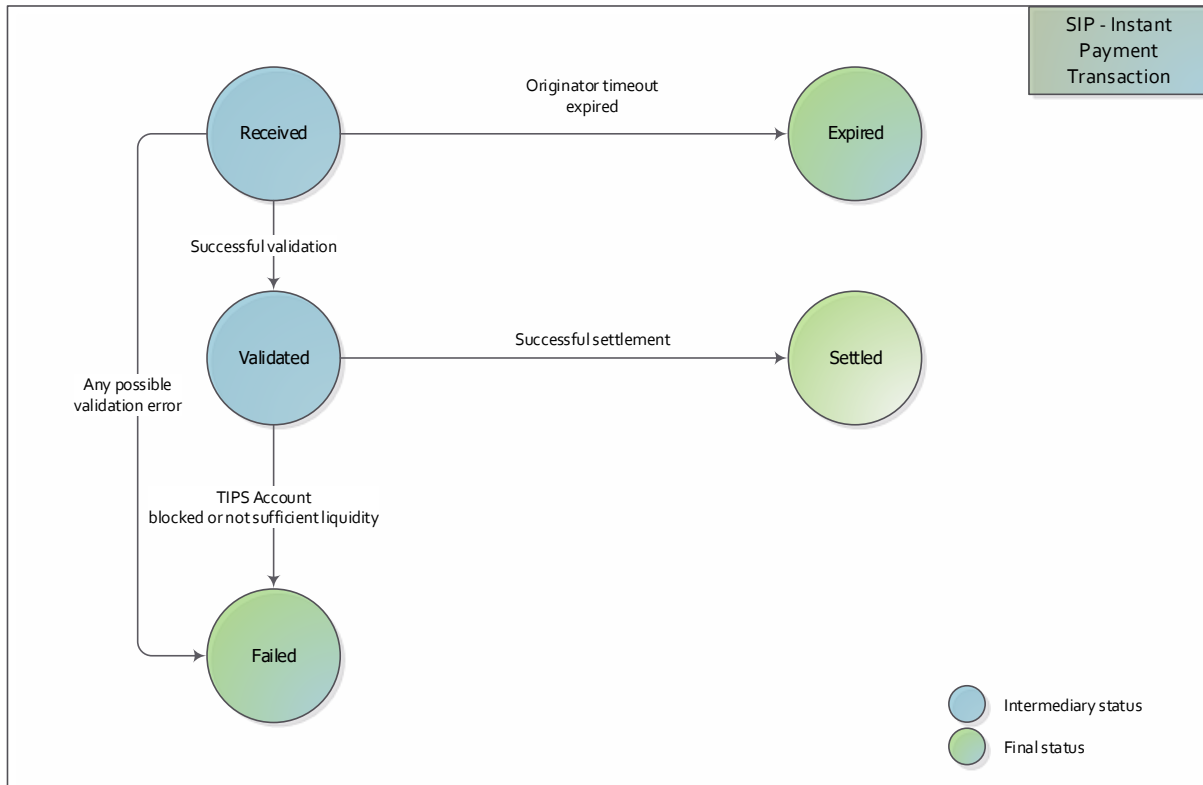 SIP - Instant
Payment
Transaction
Originator timeout
expired
Received
Expired
Successful validation
Successful settlement
Validated
Settled
Any possible
validation error
TIPS Account
blocked or not sufficient liquidity
Failed
Intermediary status
Final status